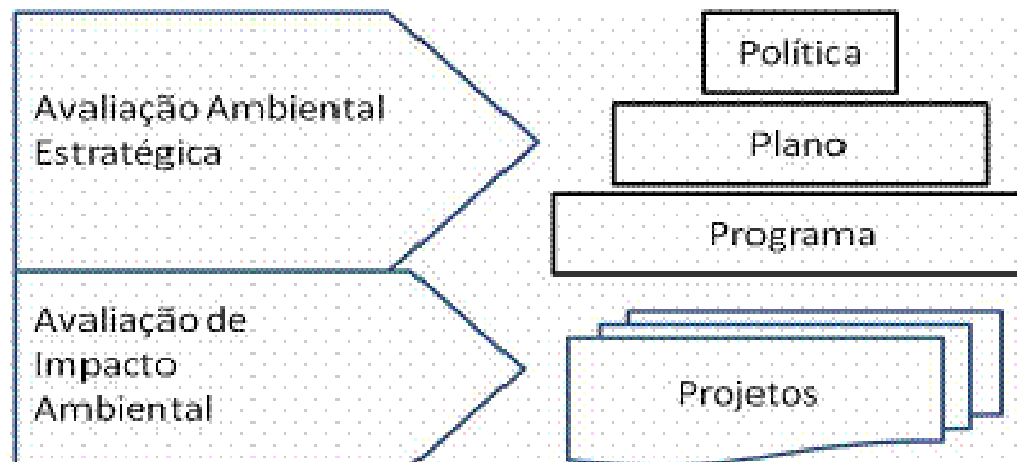 Avaliação Ambiental
Estratégica
Política
Plano
Programa
Avaliação de
Impacto
Ambiental
Projetos